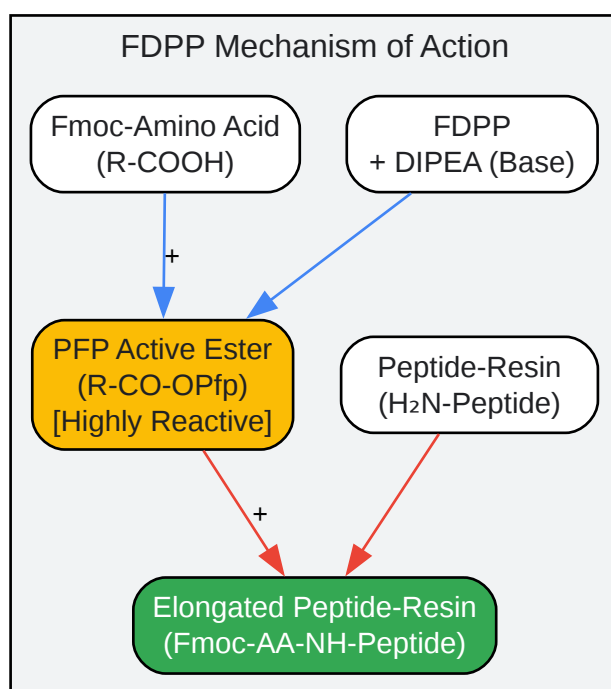 FDPP Mechanism of Action
Fmoc-Amino Acid
(R-COOH)
FDPP
+ DIPEA (Base)
+
PFP Active Ester
(R-CO-OPfp)
[Highly Reactive]
Peptide-Resin
(H₂N-Peptide)
+
Elongated Peptide-Resin
(Fmoc-AA-NH-Peptide)